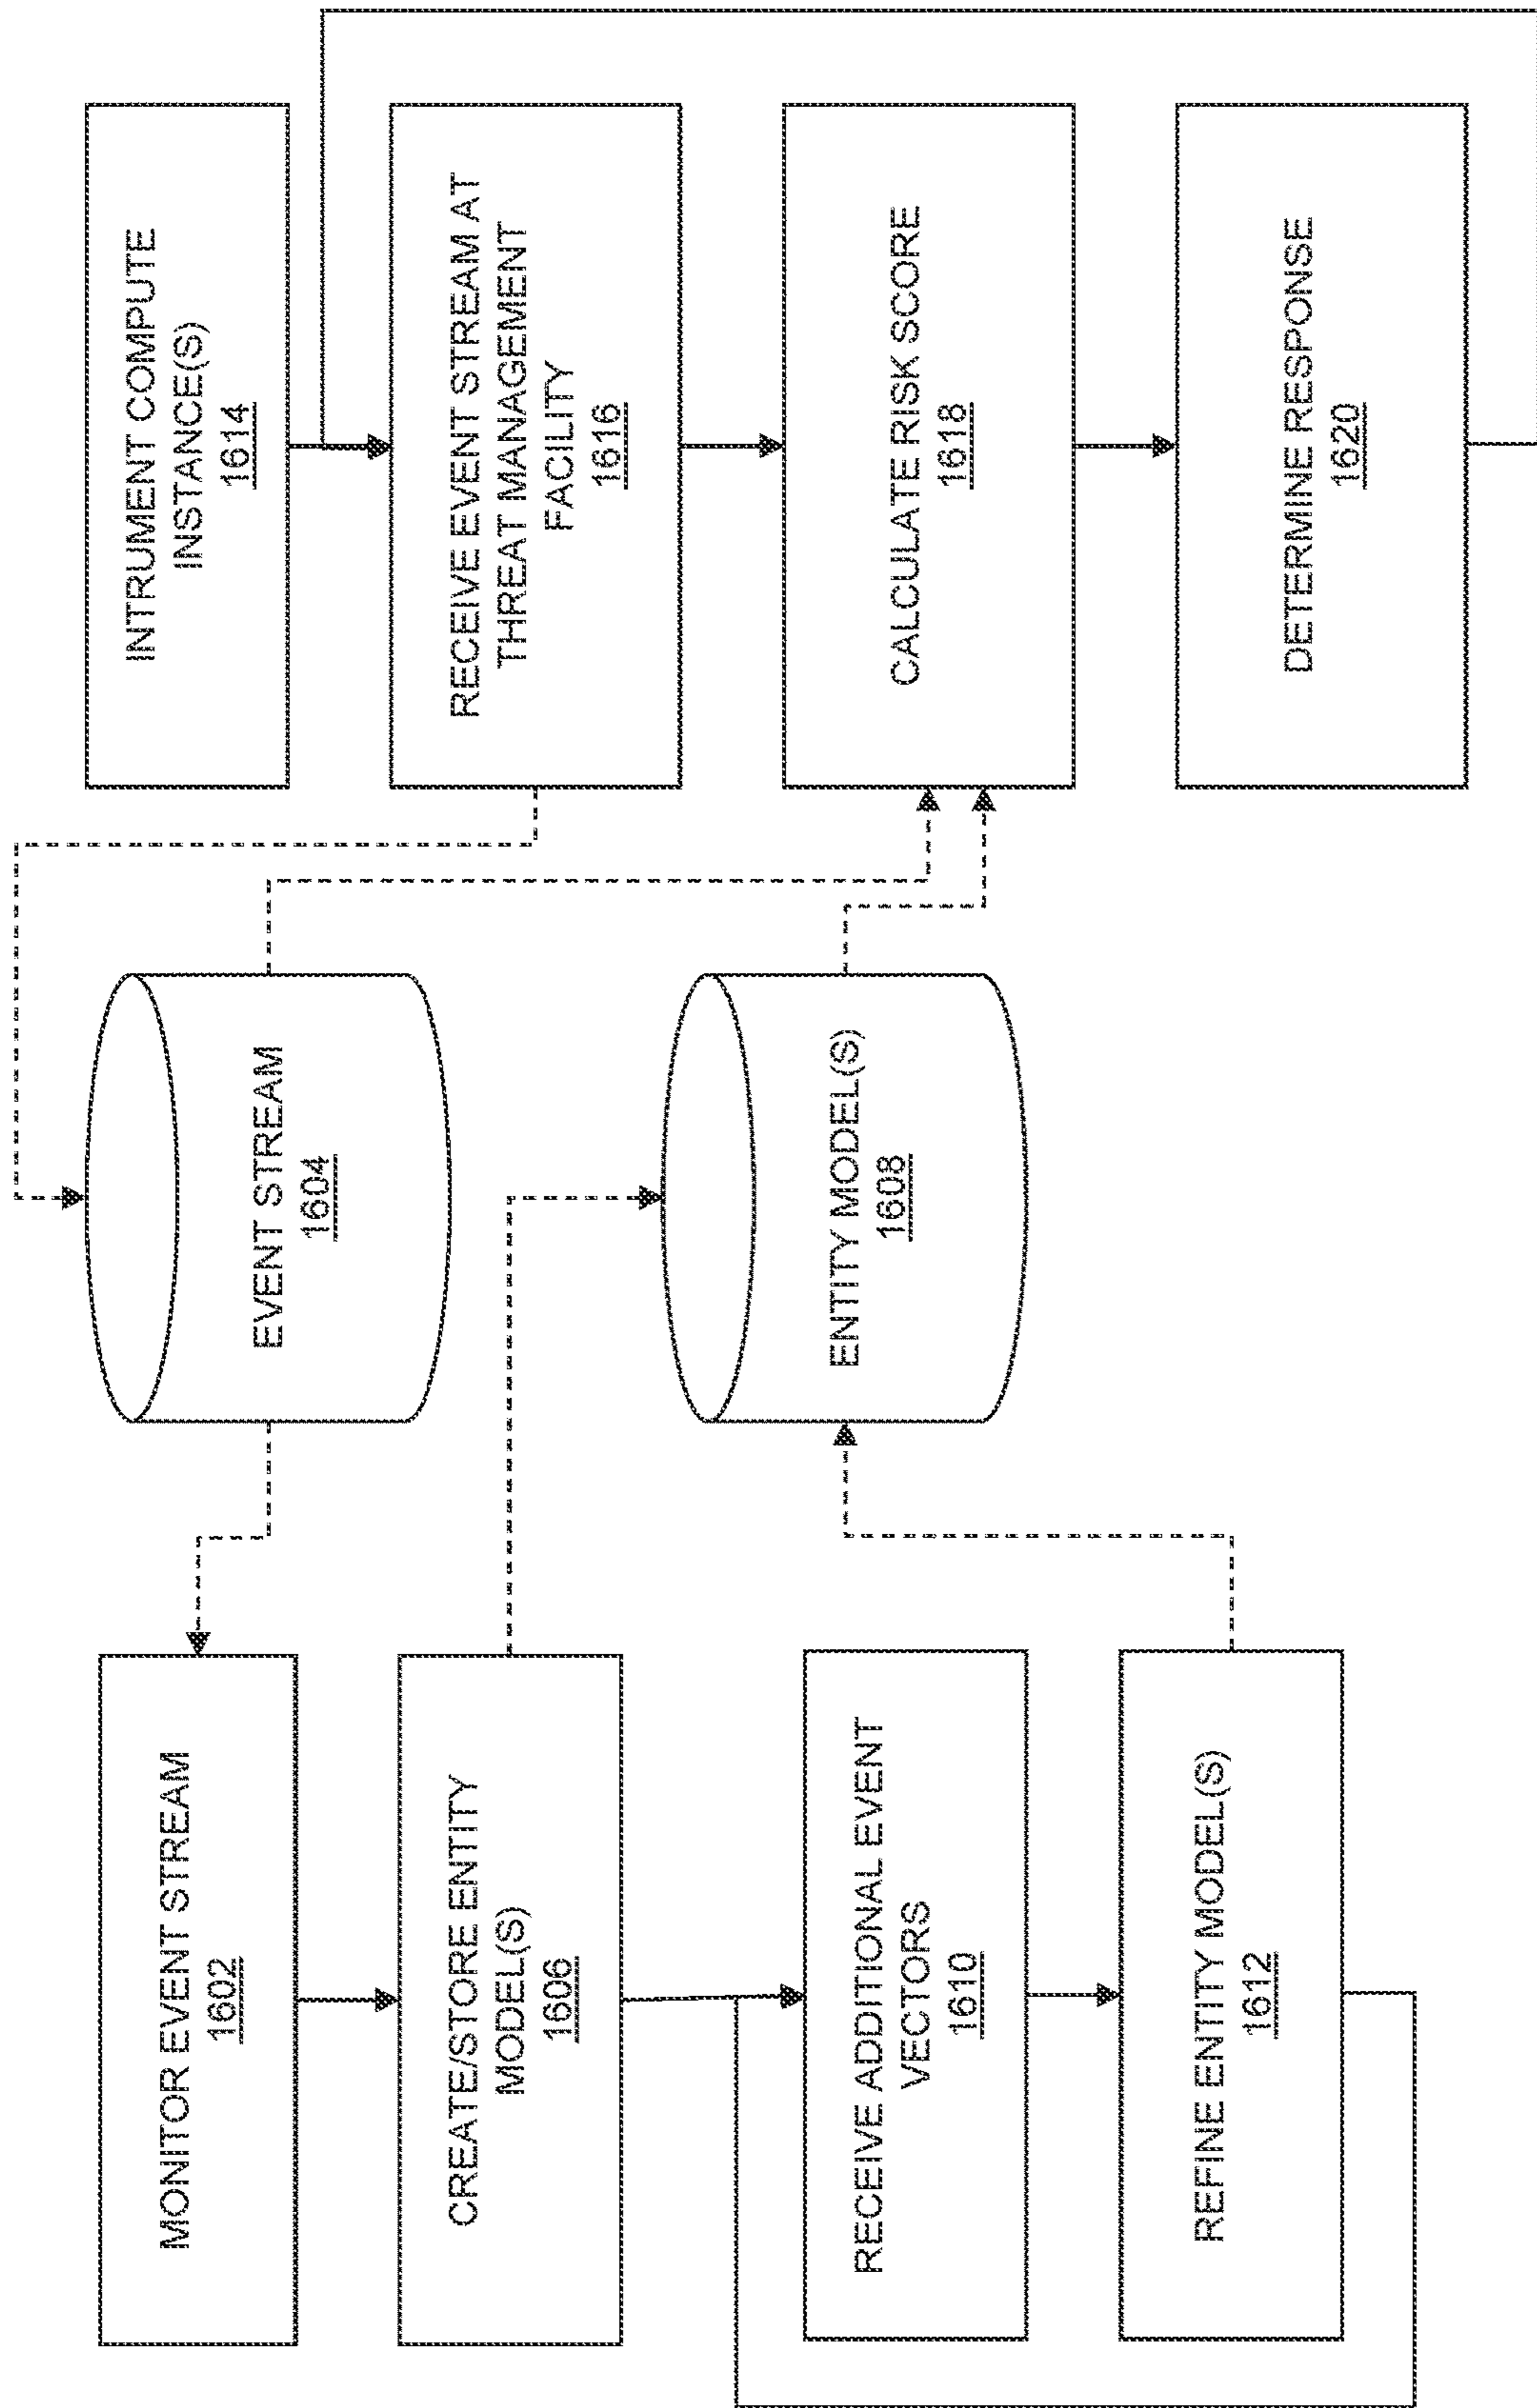 MONITOR EVENT STREAM
1602
CREATE/STORE ENTITY
MODEL(S)
1606
RECEIVE ADDITIONAL EVENT
VECTORS
1610
REFINE ENTITY MODEL(S)
1612
EVENT STREAM
1604
ENTITY MODEL(S)
1608
INTRUMENT COMPUTE
INSTANCE(S)
1614
RECEIVE EVENT STREAM AT
THREAT MANAGEMENT
FACILITY
1616
CALCULATE RISK SCORE
1618
DETERMINE RESPONSE
1620